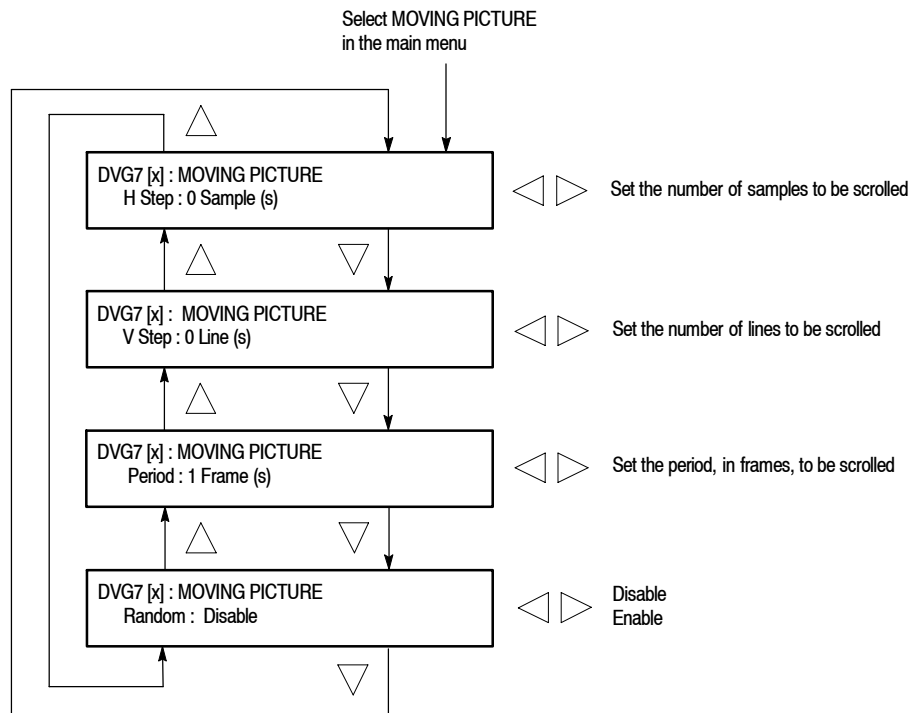 Select MOVING PICTURE
in the main menu
DVG7 [x] : MOVING PICTURE
H Step : 0 Sample (s)
Set the number of samples to be scrolled
DVG7 [x] : MOVING PICTURE
V Step : 0 Line (s)
Set the number of lines to be scrolled
DVG7 [x] : MOVING PICTURE
Period : 1 Frame (s)
Set the period, in frames, to be scrolled
DVG7 [x] : MOVING PICTURE
Random : Disable
Disable
Enable